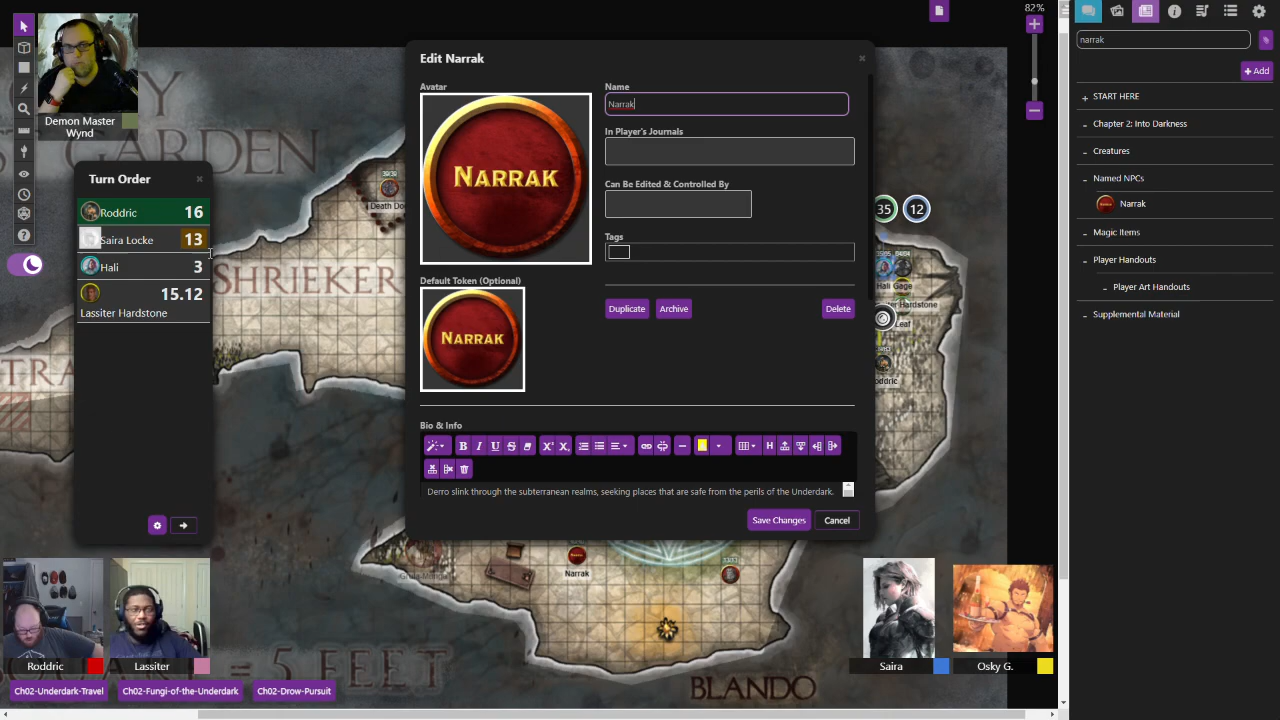 82%
Demon Master
Wynd
Turn Order
Roddric 16
Saira Locke 13
Hali 3
15.12
Lassiter Hardstone
GARDEN
SHRIEKER
39/39
Edit Narrak
Avatar
NARRAK
Default Token (Optional)
NARRAK
Name
Narrak
In Player's Journals
Can Be Edited & Controlled By
Tags
Duplicate
Archive
Delete
Bio & Info
Derro slink through the subterranean realms, seeking places that are safe from the perils of the Underdark.
Save Changes
Cancel
35
12
Hali Gage
Hardstone
Leaf
Narrak
= 5 FEET
BLANDO
Roddric
Lassiter
Saira
Osky G.
Ch02-Underdark-Travel
Ch02-Fungi-of-the-Underdark
Ch02-Drow-Pursuit
narrak
+ Add
+ START HERE
- Chapter 2: Into Darkness
- Creatures
- Named NPCs
Narrak
- Magic Items
- Player Handouts
- Player Art Handouts
- Supplemental Material